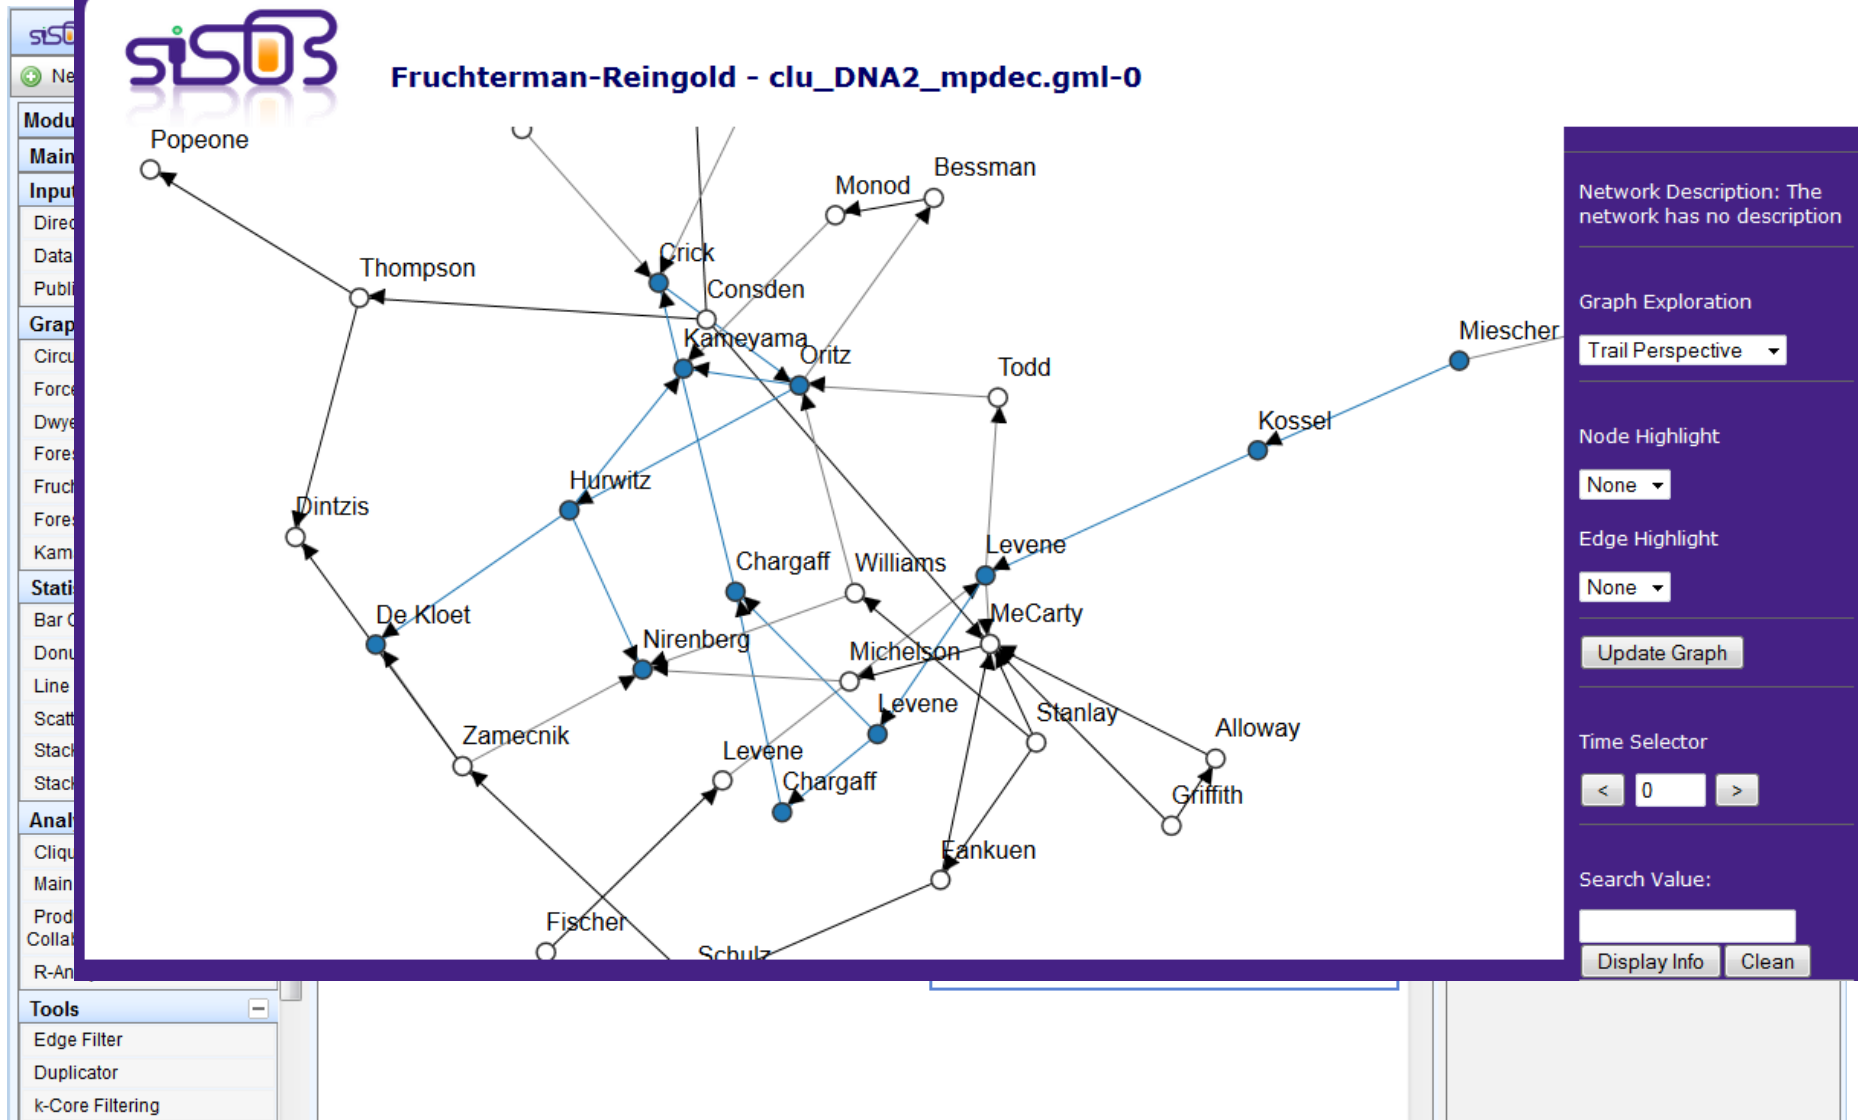 siSOB
Fruchterman-Reingold - clu_DNA2_mpdec.gml-0
Ne
Modu
Main
Input
Direc
Data
Publi
Grap
Circu
Force
Dwye
Fores
Fruch
Fores
Kam
Statis
Bar C
Donu
Line
Scatt
Stack
Stack
Anal
Cliqu
Main
Prod
Collab
R-An
Tools
Edge Filter
Duplicator
k-Core Filtering
Popeone
Bessman
Monod
Crick
Thompson
Consden
Miescher
Kameyama
Oritz
Todd
Kossel
Hurwitz
Dintzis
Levene
Chargaff
Williams
De Kloet
MeCarty
Nirenberg
Michelson
Levene
Stanlay
Alloway
Zamecnik
Levene
Chargaff
Griffith
Fankuen
Fischer
Schulz
Network Description: The
network has no description
Graph Exploration
Trail Perspective
Node Highlight
None
Edge Highlight
None
Update Graph
Time Selector
< 0 >
Search Value:
Display Info Clean